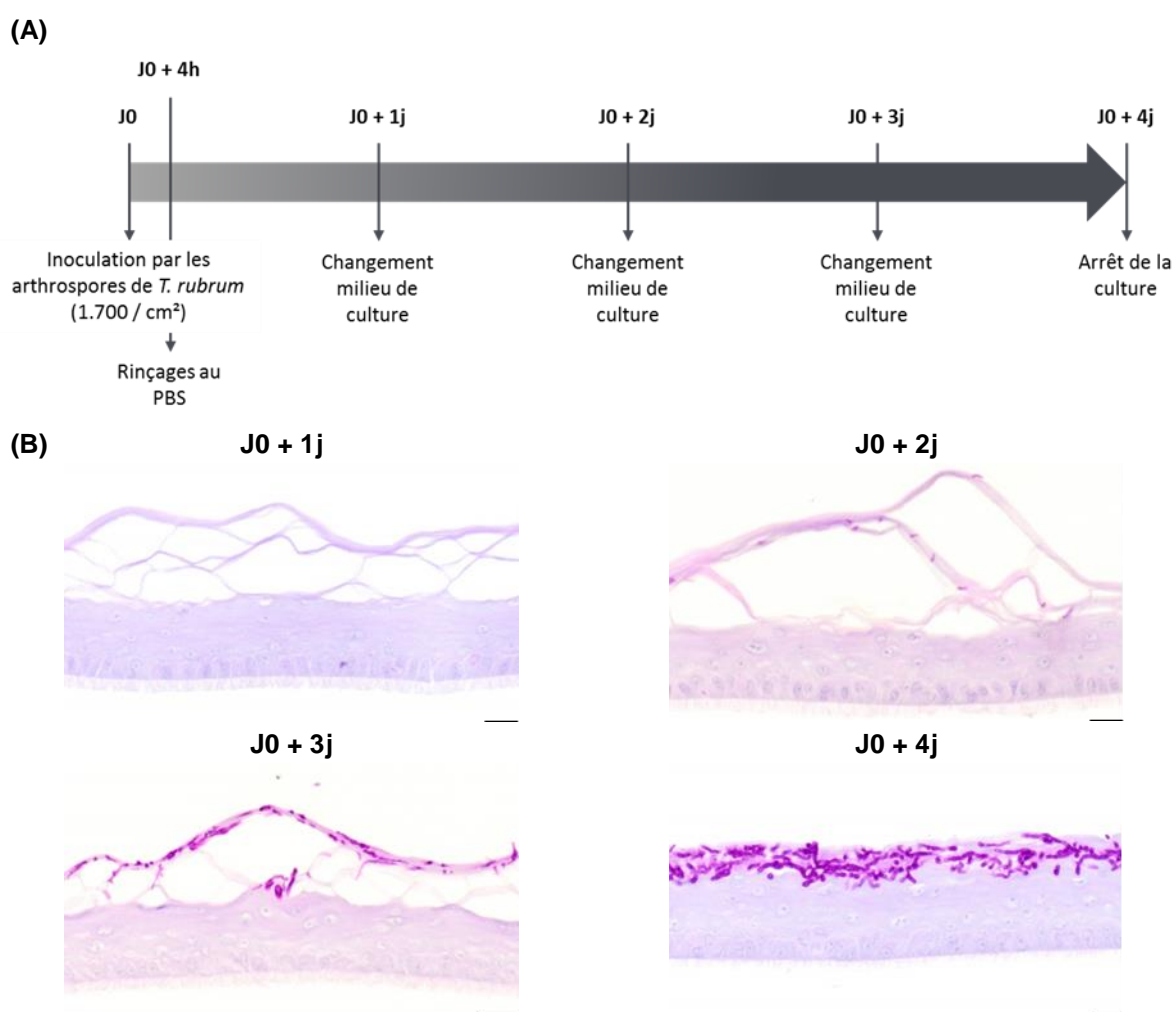 (A)
J0 + 4h
J0
J0 + 1j
J0 + 2j
J0 + 3j
J0 + 4j
Inoculation par les
arthrospores de T. rubrum
(1.700 / cm²)
Changement
milieu de
culture
Changement
milieu de
culture
Changement
milieu de
culture
Arrêt de la
culture
Rinçages au
PBS
(B)
J0 + 1j
J0 + 2j
J0 + 3j
J0 + 4j